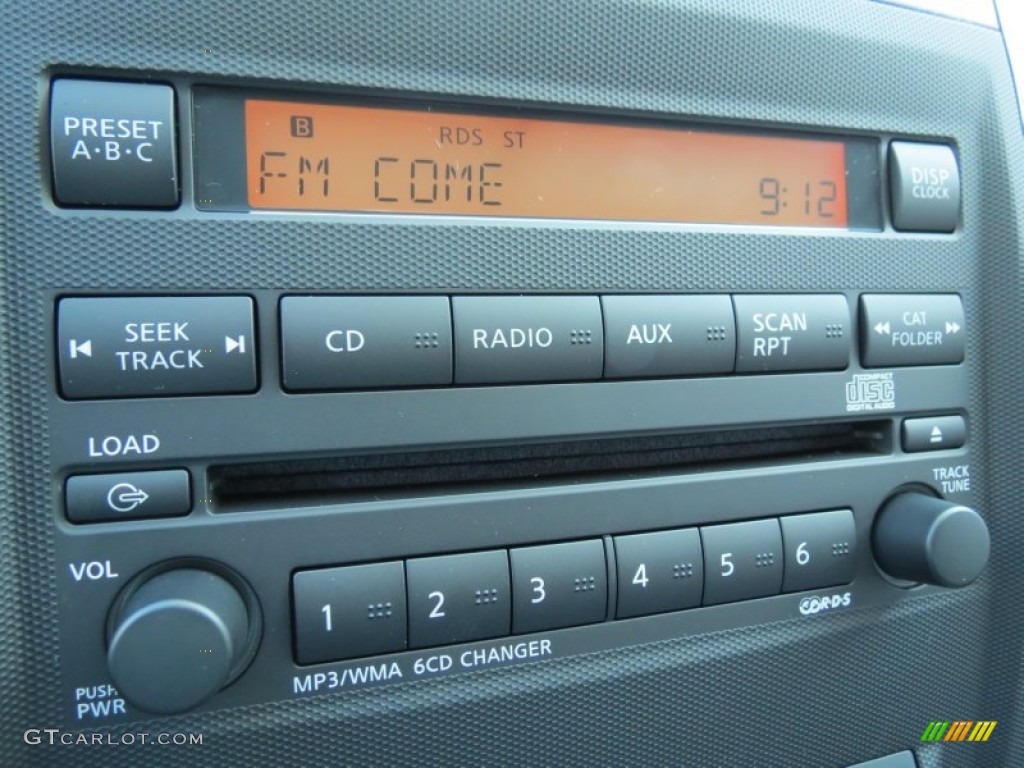 PRESET
A·B·C
B
RDS ST
FM COME 9:12
DISP
CLOCK
SEEK
TRACK
CD
RADIO
AUX
SCAN
RPT
CAT
FOLDER
COMPACT
disc
DIGITAL AUDIO
LOAD
TRACK
TUNE
VOL
1
2
3
4
5
6
R·D·S
MP3/WMA 6CD CHANGER
PUSH
PWR
GTCARLOT.COM